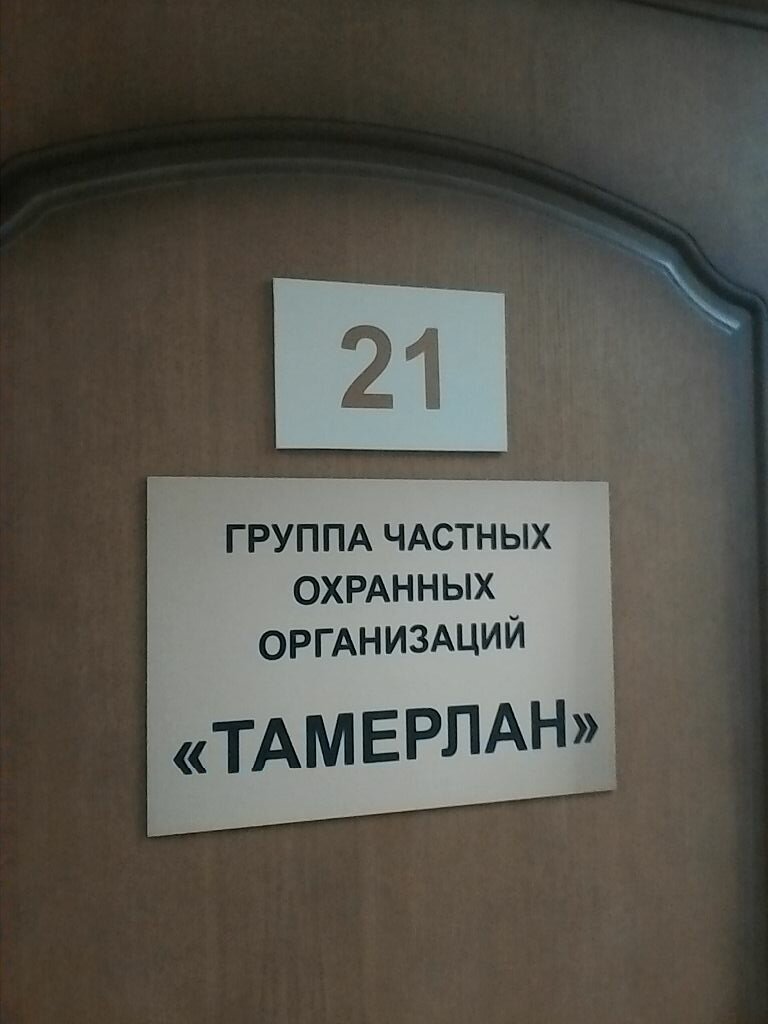 21
ГРУППА ЧАСТНЫХ
ОХРАННЫХ
ОРГАНИЗАЦИЙ
«ТАМЕРЛАН»